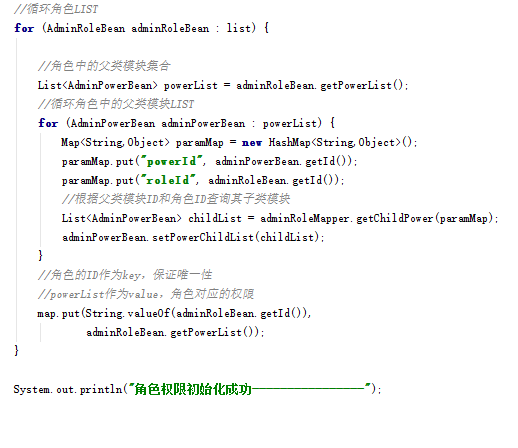 //循环角色LIST
for (AdminRoleBean adminRoleBean : list) {
//角色中的父类模块集合
List<AdminPowerBean> powerList = adminRoleBean.getPowerList();
//循环角色中的父类模块LIST
for (AdminPowerBean adminPowerBean : powerList) {
Map<String,Object> paramMap = new HashMap<String,Object>();
paramMap.put("powerId", adminPowerBean.getId());
paramMap.put("roleId", adminRoleBean.getId());
//根据父类模块ID和角色ID查询其子类模块
List<AdminPowerBean> childList = adminRoleMapper.getChildPower(paramMap);
adminPowerBean.setPowerChildList(childList);
}
//角色的ID作为key，保证唯一性
//powerList作为value，角色对应的权限
map.put(String.valueOf(adminRoleBean.getId()),
adminRoleBean.getPowerList());
}
System.out.println("角色权限初始化成功————————————————");